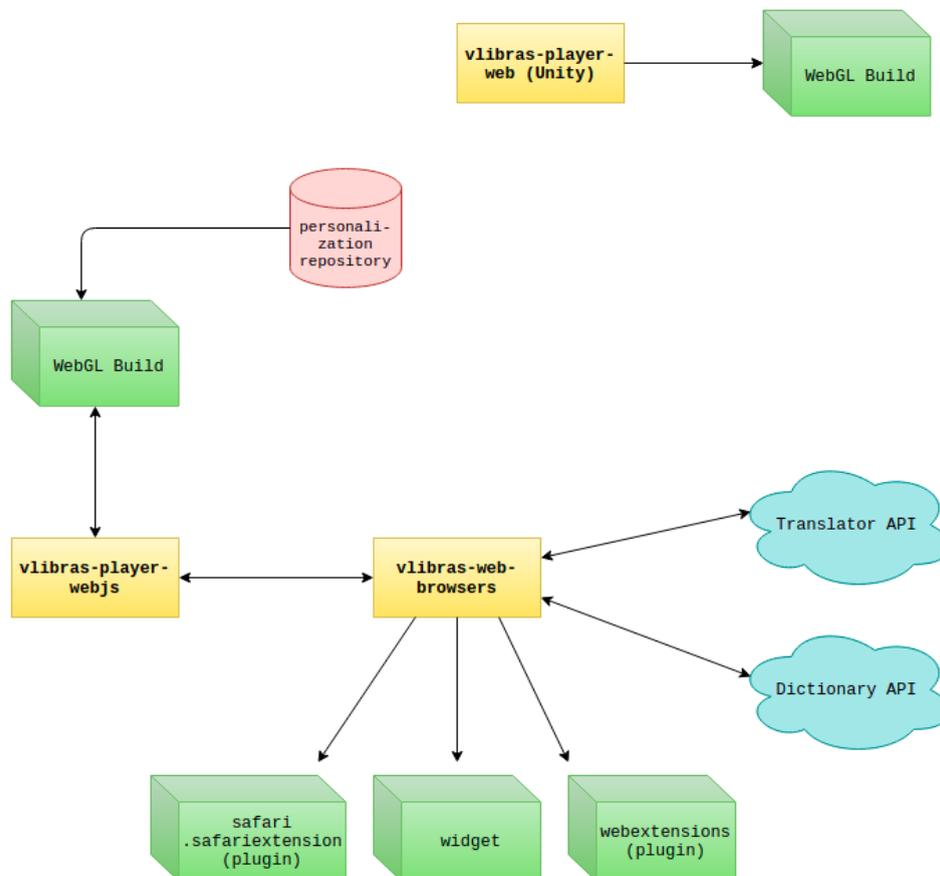 vlibras-player-
web (Unity)
WebGL Build
personali-
zation
repository
WebGL Build
Translator API
vlibras-player-
webjs
vlibras-web-
browsers
Dictionary API
safari
.safariextension
(plugin)
widget
webextensions
(plugin)